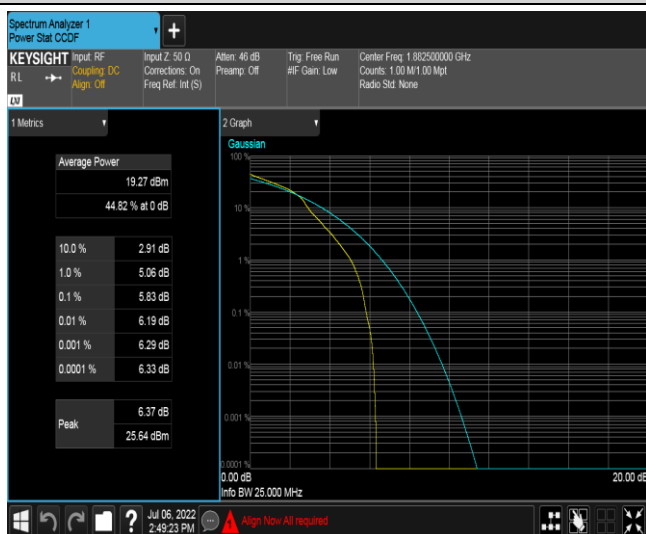 Spectrum Analyzer 1
Power Stat CCDF
+
KEYSIGHT
R L
LXI
Input: RF
Coupling: DC
Align: Off
Input Z: 50 Ω
Corrections: On
Freq Ref: Int (S)
Atten: 46 dB
Preamp: Off
Trig: Free Run
#IF Gain: Low
Center Freq: 1.882500000 GHz
Counts: 1.00 M/1.00 Mpt
Radio Std: None
1 Metrics
Average Power
19.27 dBm
44.82 % at 0 dB
10.0 % 2.91 dB
1.0 % 5.06 dB
0.1 % 5.83 dB
0.01 % 6.19 dB
0.001 % 6.29 dB
0.0001 % 6.33 dB
Peak
6.37 dB
25.64 dBm
2 Graph
Gaussian
100 %
10 %
1 %
0.1 %
0.01 %
0.001 %
0.0001 %
0.00 dB
20.00 dB
Info BW 25.000 MHz
?
Jul 06, 2022
2:49:23 PM
Align Now All required